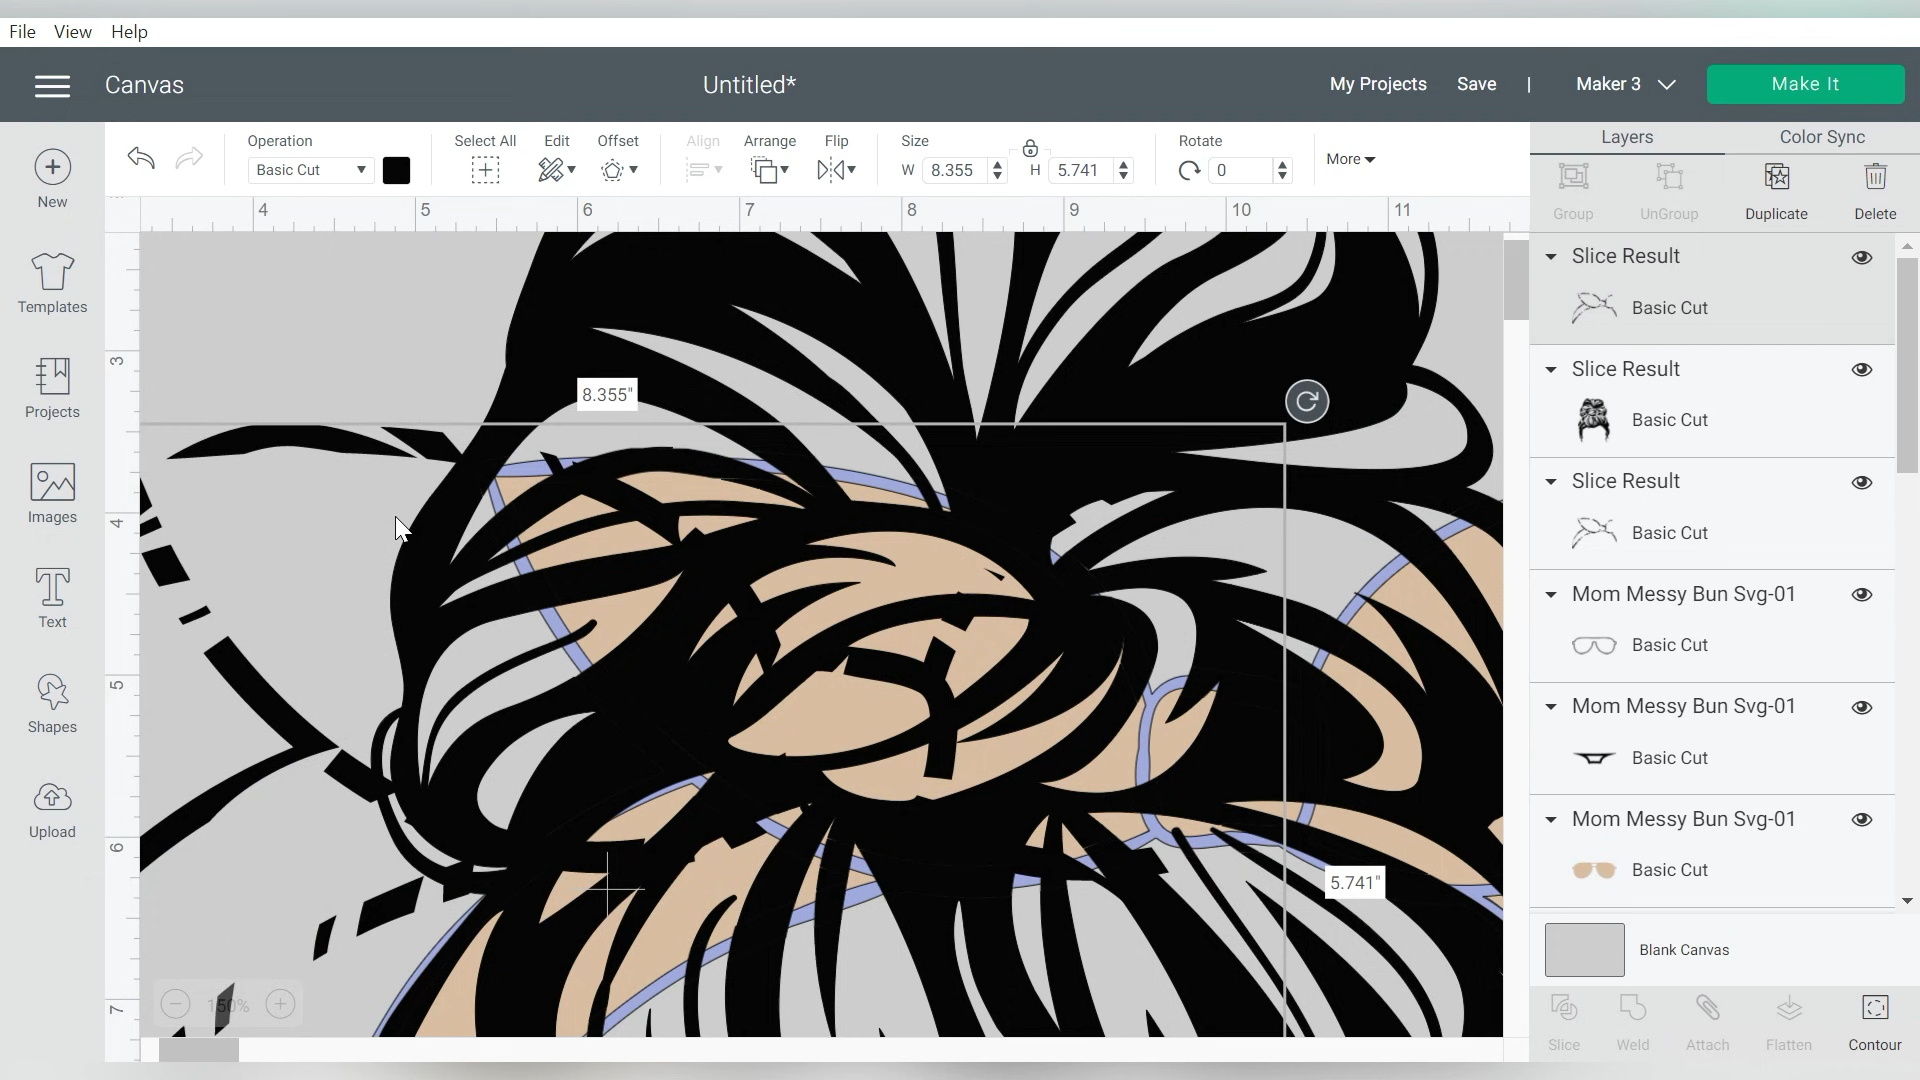 File View Help
Canvas
Untitled*
My Projects Save | Maker 3 Make It
Operation Select All Edit Offset Align Arrange Flip Size Rotate
Basic Cut W 8.355 H 5.741 0 More
Layers Color Sync
Group UnGroup Duplicate Delete
New
Templates
Projects
Images
Text
Shapes
Upload
4 5 6 7 8 9 10 11
3
4
5
6
7
8.355"
5.741"
150%
Slice Result
Basic Cut
Slice Result
Basic Cut
Slice Result
Basic Cut
Mom Messy Bun Svg-01
Basic Cut
Mom Messy Bun Svg-01
Basic Cut
Mom Messy Bun Svg-01
Basic Cut
Blank Canvas
Slice Weld Attach Flatten Contour